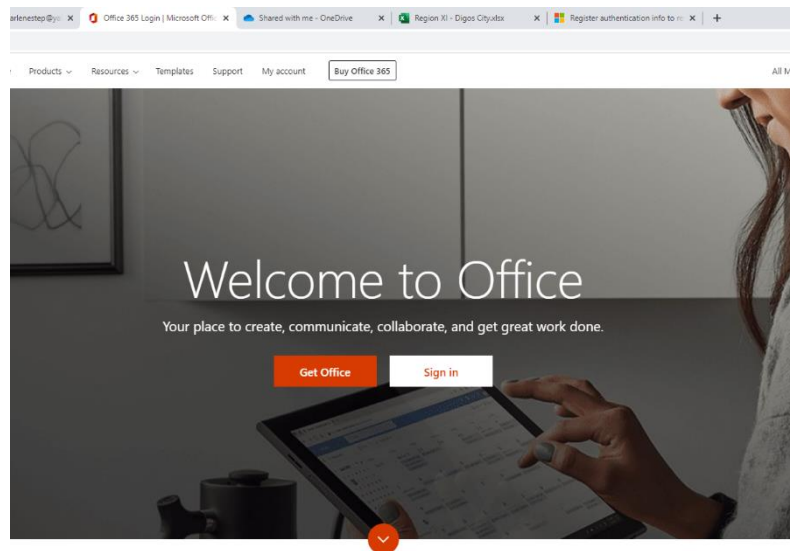 arlenestep@ya
Office 365 Login | Microsoft Offic
Shared with me - OneDrive
Region XI - Digos City.xlsx
Register authentication info to re
Products
Resources
Templates
Support
My account
Buy Office 365
All M
Welcome to Office
Your place to create, communicate, collaborate, and get great work done.
Get Office
Sign in